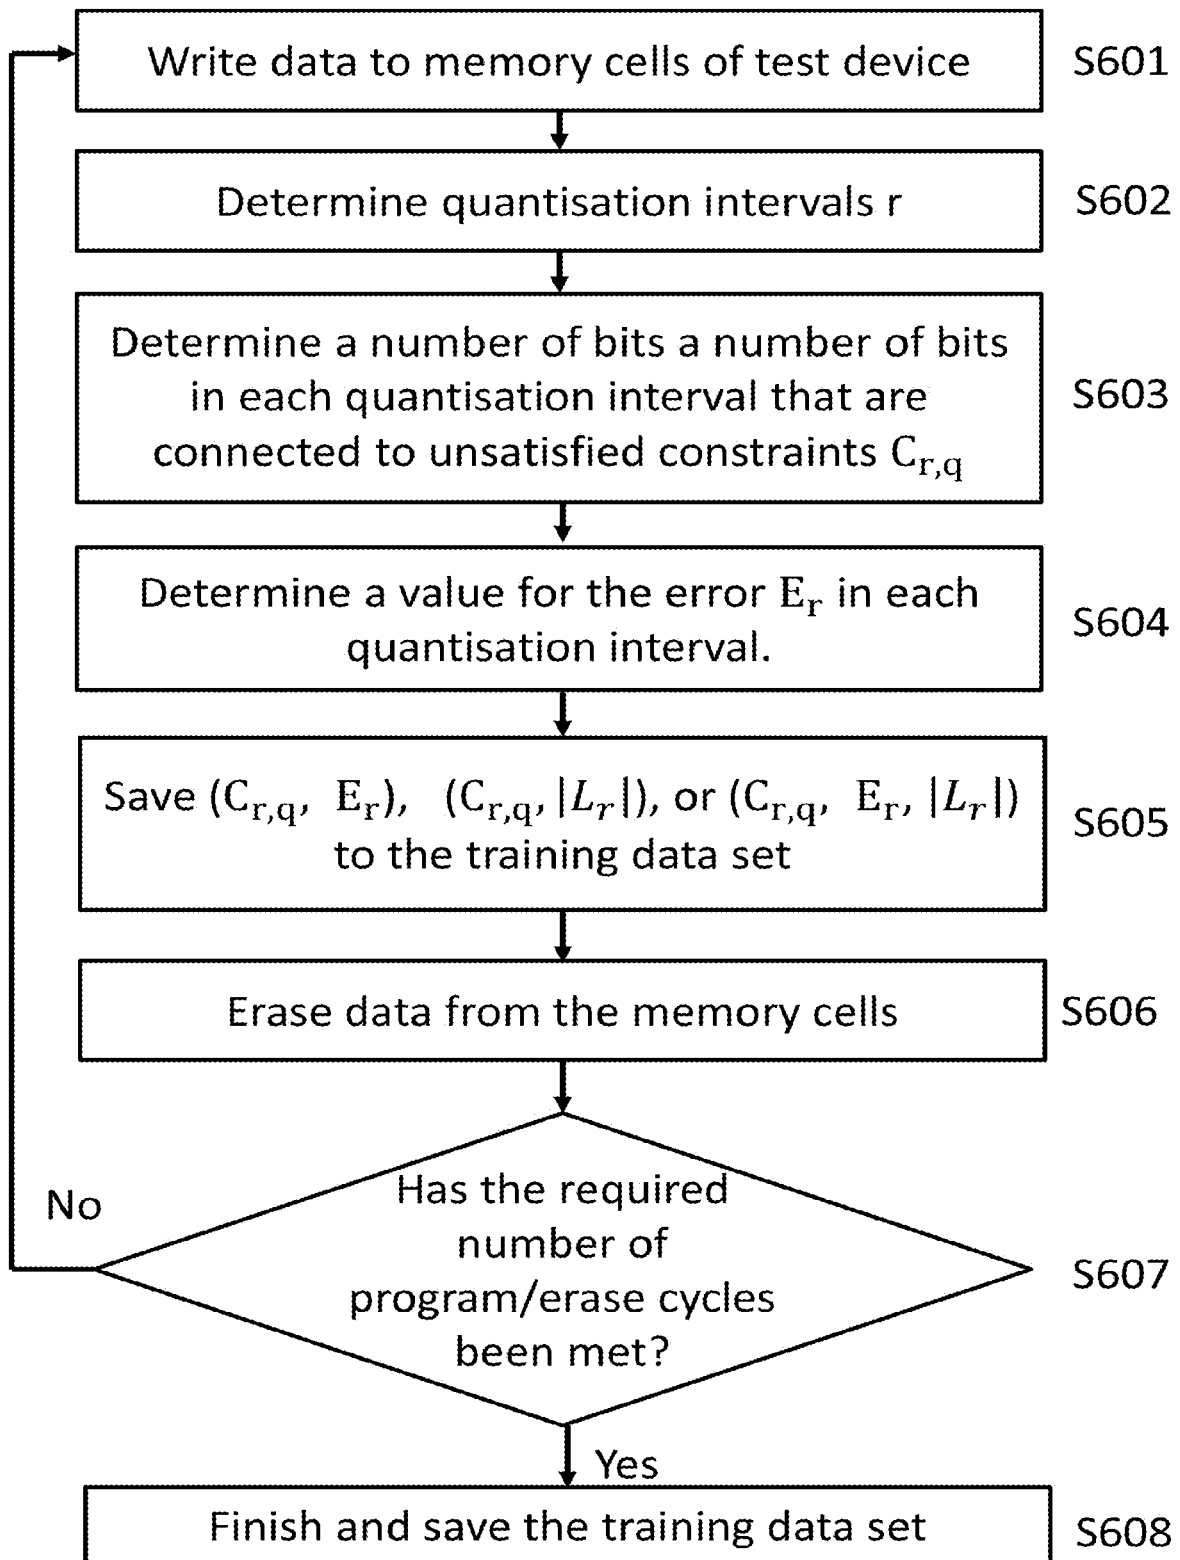 Write data to memory cells of test device
S601
Determine quantisation intervals r
S602
Determine a number of bits a number of bits
in each quantisation interval that are
connected to unsatisfied constraints C_{r,q}
S603
Determine a value for the error E_r in each
quantisation interval.
S604
Save (C_{r,q}, E_r), (C_{r,q}, |L_r|), or (C_{r,q}, E_r, |L_r|)
to the training data set
S605
Erase data from the memory cells
S606
Has the required
number of
program/erase cycles
been met?
S607
No
Yes
Finish and save the training data set
S608